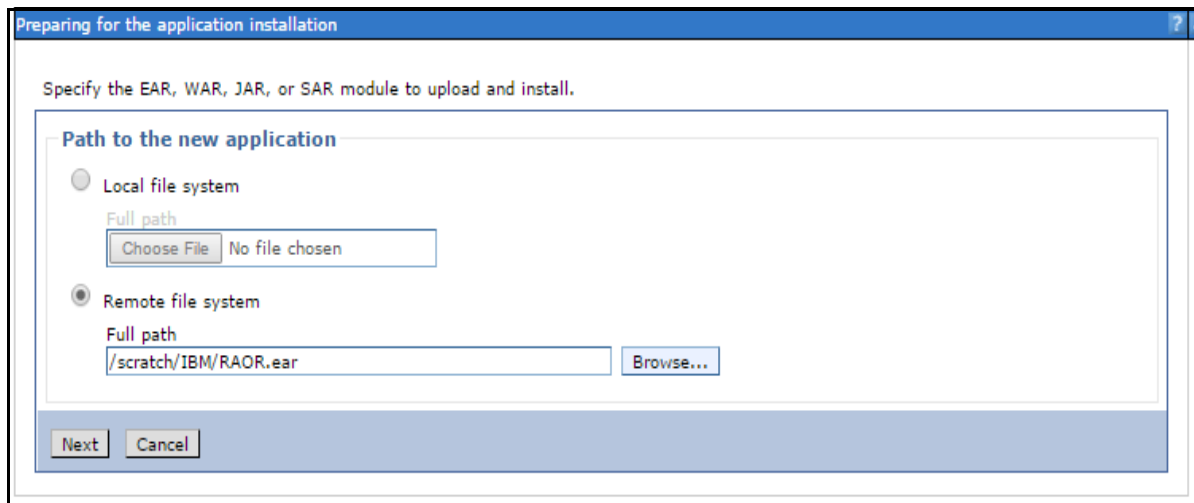 Preparing for the application installation ?
Specify the EAR, WAR, JAR, or SAR module to upload and install.
Path to the new application
Local file system
Full path
Choose File No file chosen
Remote file system
Full path
/scratch/IBM/RAOR.ear Browse...
Next Cancel